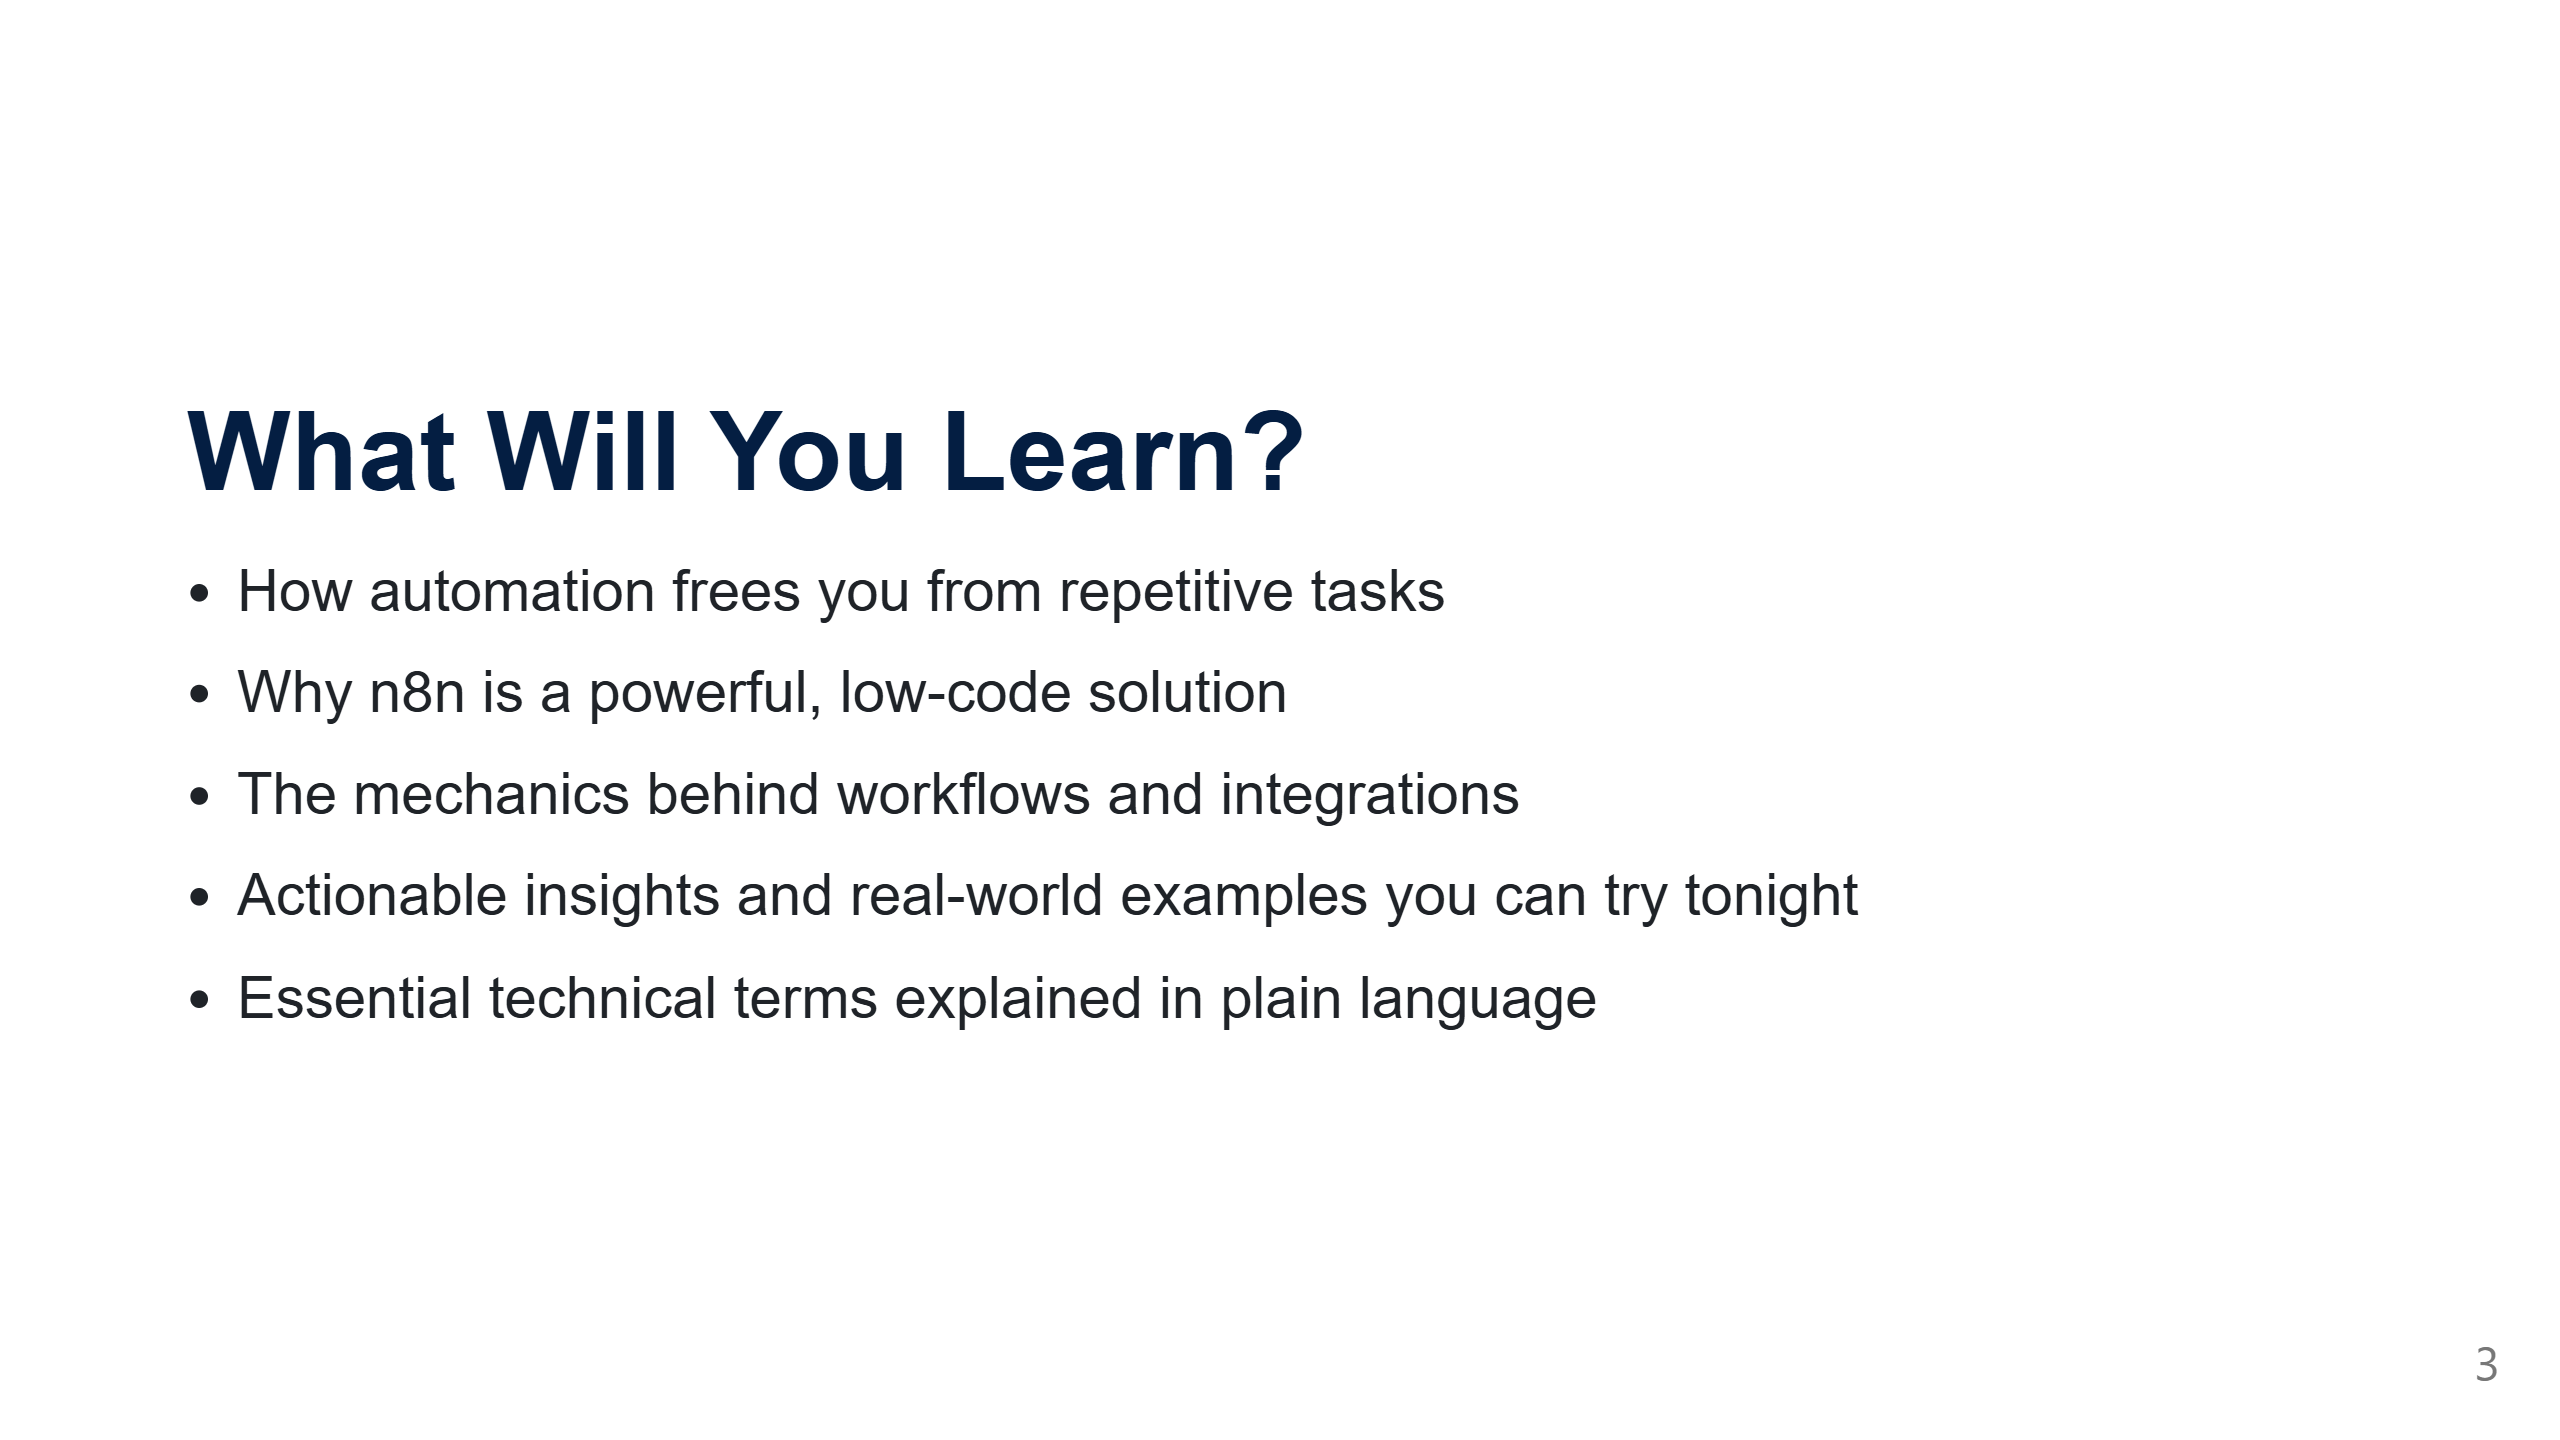 What Will You Learn?
• How automation frees you from repetitive tasks
• Why n8n is a powerful, low-code solution
• The mechanics behind workflows and integrations
• Actionable insights and real-world examples you can try tonight
• Essential technical terms explained in plain language
3